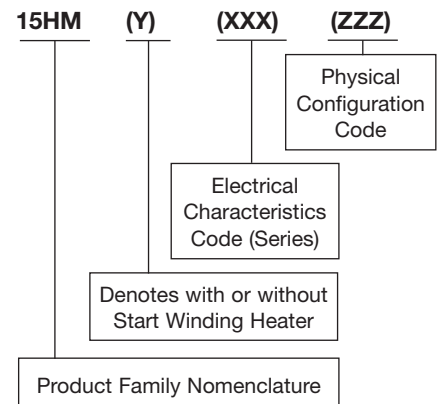 15HM (Y) (XXX) (ZZZ)
Physical
Configuration
Code
Electrical
Characteristics
Code (Series)
Denotes with or without
Start Winding Heater
Product Family Nomenclature